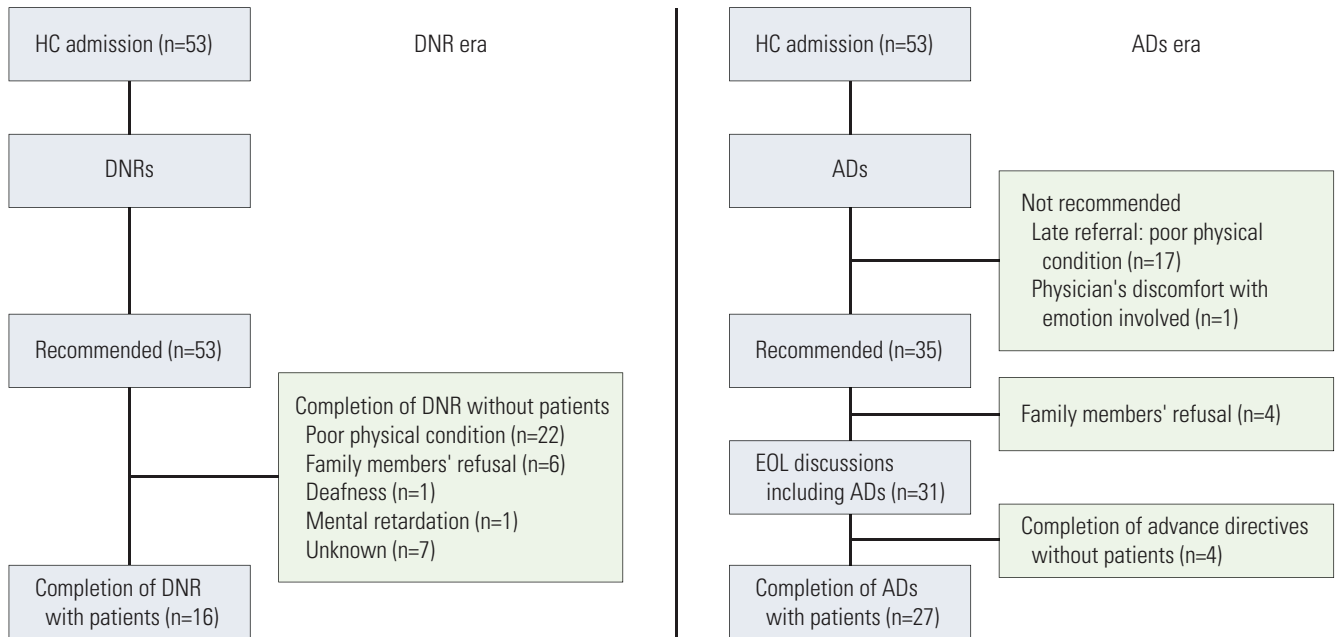 HC admission (n=53)
DNR era
DNRs
Recommended (n=53)
Completion of DNR without patients
Poor physical condition (n=22)
Family members' refusal (n=6)
Deafness (n=1)
Mental retardation (n=1)
Unknown (n=7)
Completion of DNR
with patients (n=16)
HC admission (n=53)
ADs era
ADs
Not recommended
Late referral: poor physical
condition (n=17)
Physician's discomfort with
emotion involved (n=1)
Recommended (n=35)
Family members' refusal (n=4)
EOL discussions
including ADs (n=31)
Completion of advance directives
without patients (n=4)
Completion of ADs
with patients (n=27)